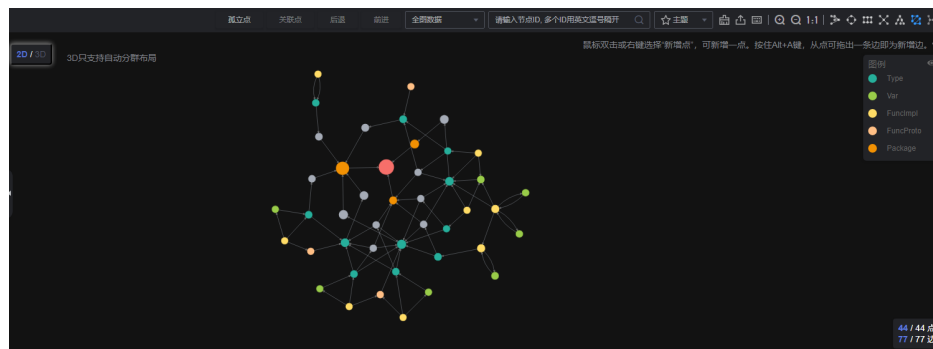 孤立点 关联点 后退 前进 全图数据 请输入节点ID, 多个ID用英文逗号隔开 主题 1:1
鼠标双击或右键选择"新增点", 可新增一点。按住Alt+A键, 从点可拖出一条边即为新增边。
2D / 3D 3D只支持自动分群布局
图例
Type
Var
FuncImpl
FuncProto
Package
44 / 44 点
77 / 77 边